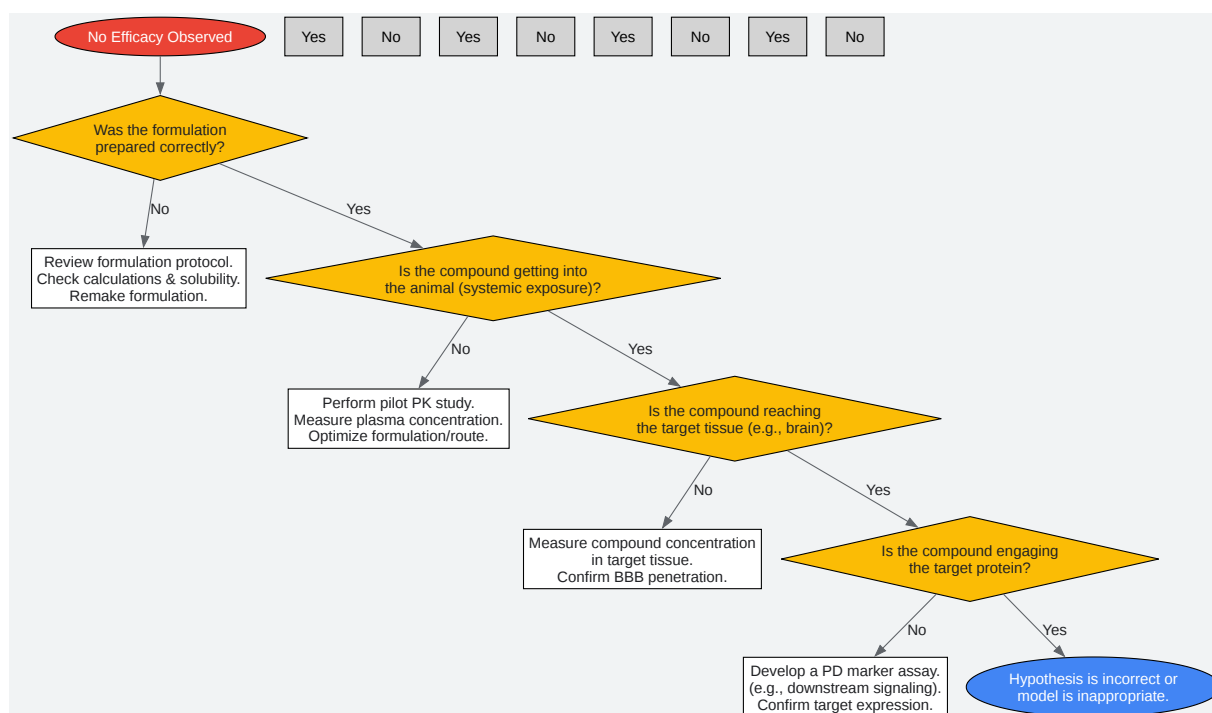 No Efficacy Observed
Yes
No
Yes
No
Yes
No
Yes
No
Was the formulation
prepared correctly?
No
Yes
Review formulation protocol.
Check calculations & solubility.
Remake formulation.
Is the compound getting into
the animal (systemic exposure)?
No
Yes
Perform pilot PK study.
Measure plasma concentration.
Optimize formulation/route.
Is the compound reaching
the target tissue (e.g., brain)?
No
Yes
Measure compound concentration
in target tissue.
Confirm BBB penetration.
Is the compound engaging
the target protein?
No
Yes
Develop a PD marker assay.
(e.g., downstream signaling).
Confirm target expression.
Hypothesis is incorrect or
model is inappropriate.